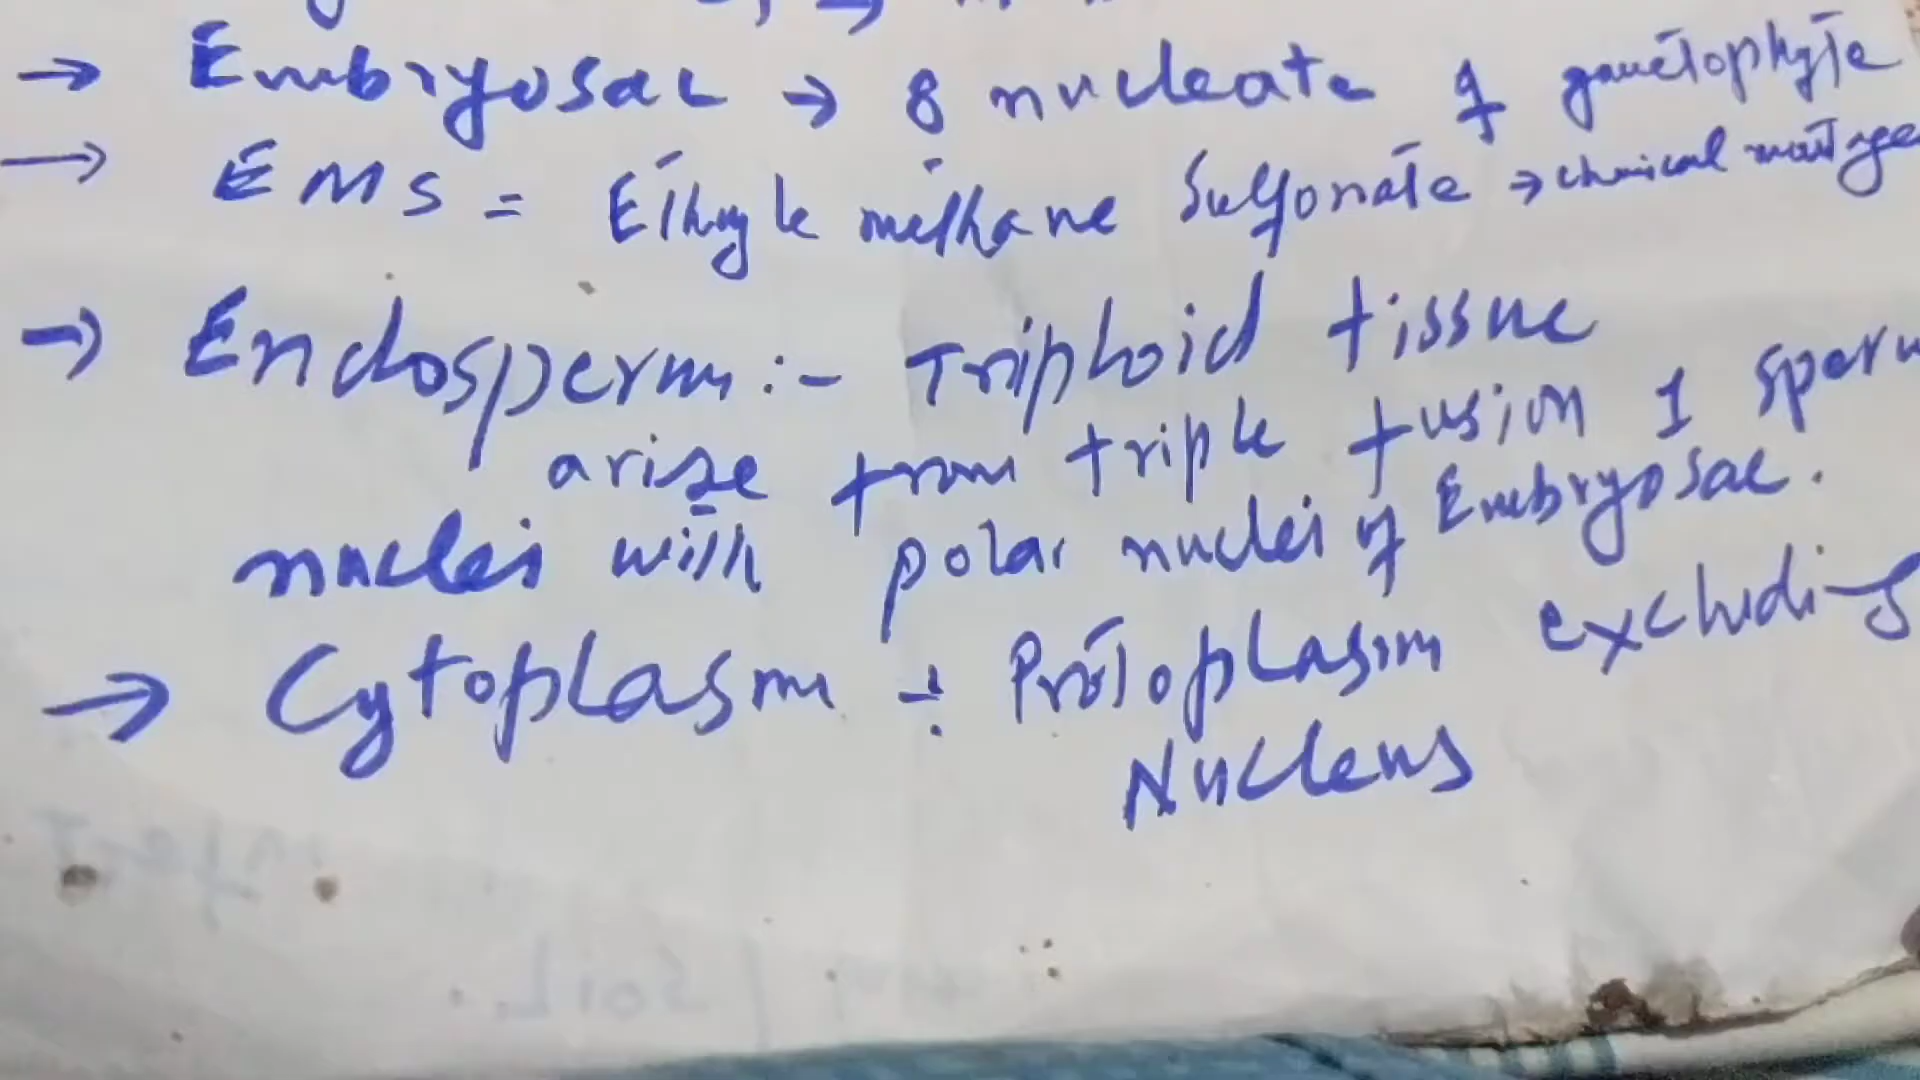 → Embryosac → 8 nucleate of gametophyte
→ EMS = Ethyle methane Sulfonate → chemical mutage
→ Endosperm :- Triploid tissue
arise from triple fusion 1 sperm
nuclei with polar nuclei of Embryosac.
→ Cytoplasm ÷ Protoplasm excluding
Nucleus